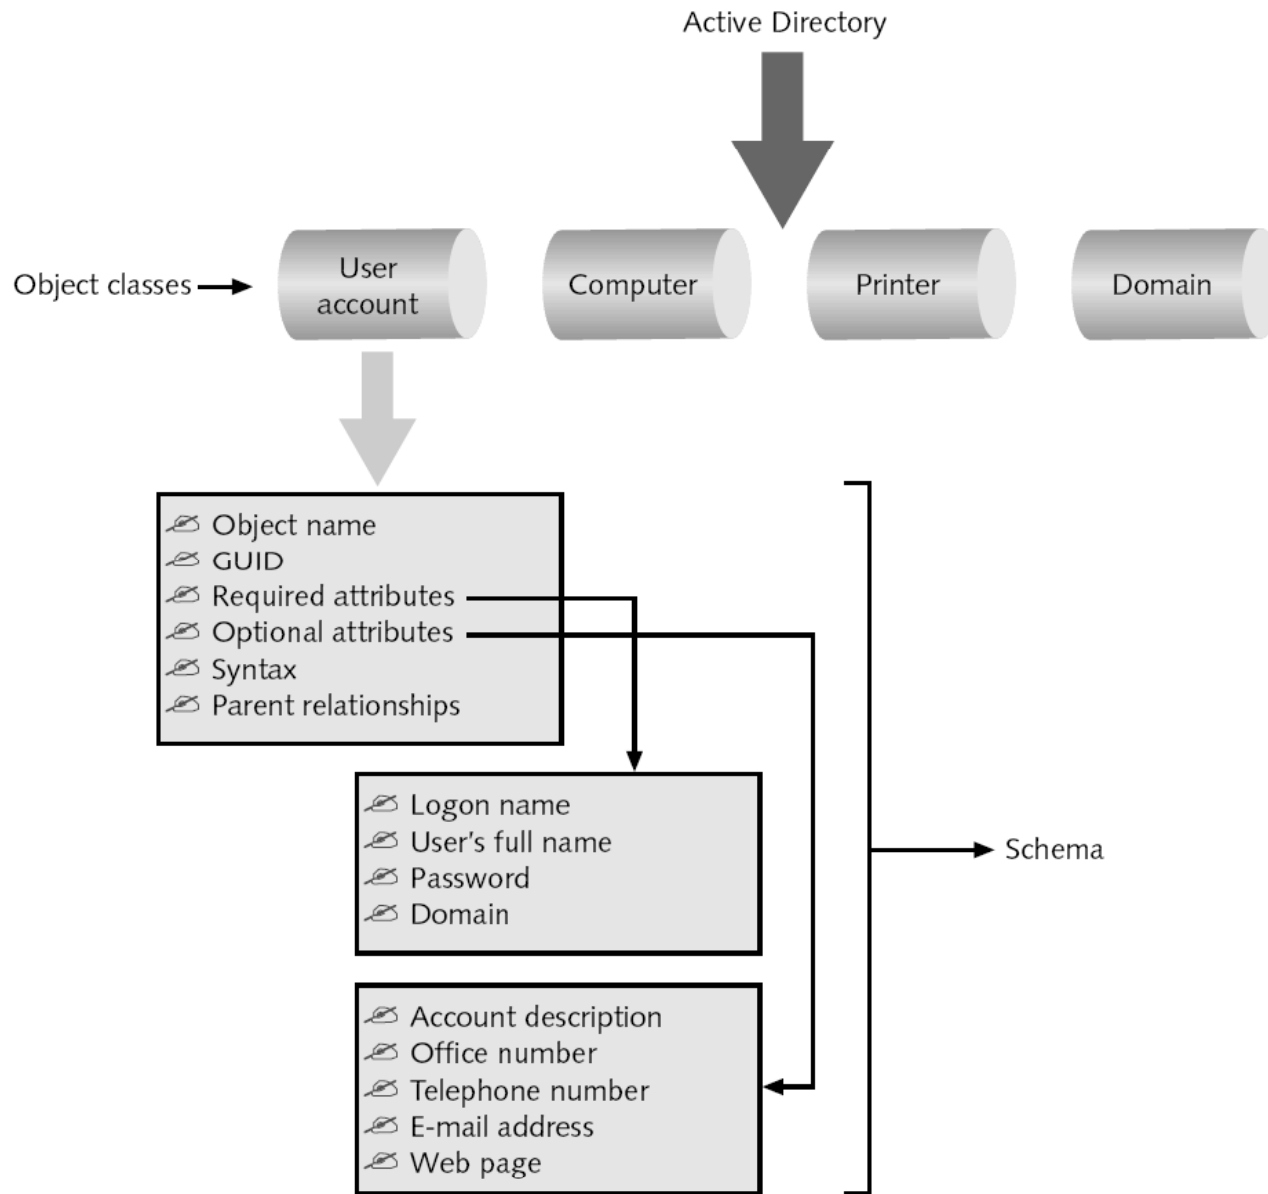 Active Directory
Object classes
User
account
Computer
Printer
Domain
Object name
GUID
Required attributes
Optional attributes
Syntax
Parent relationships
Logon name
User's full name
Password
Domain
Schema
Account description
Office number
Telephone number
E-mail address
Web page